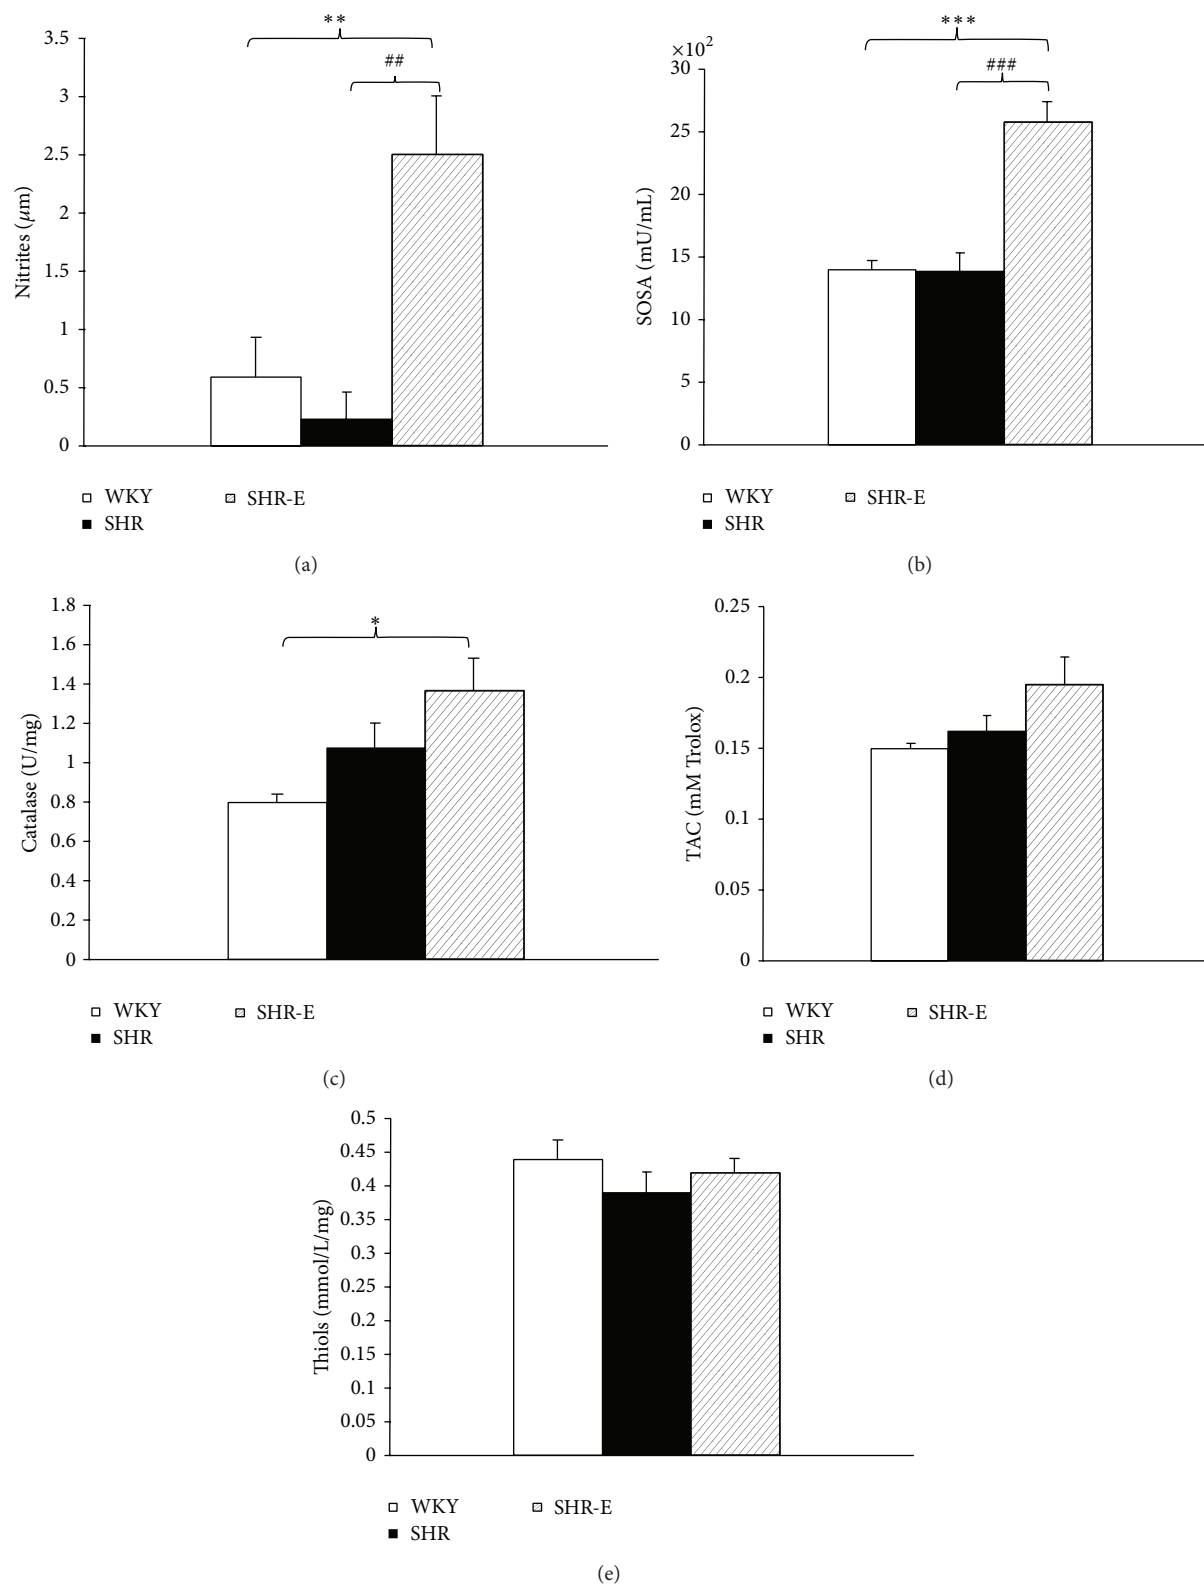 **
##
3.5
3
2.5
2
1.5
1
0.5
0
Nitrites (μm)
WKY
SHR-E
SHR
(a)
***
×10²
###
30
25
20
15
10
5
0
SOSA (mU/mL)
WKY
SHR-E
SHR
(b)
*
1.8
1.6
1.4
1.2
1
0.8
0.6
0.4
0.2
0
Catalase (U/mg)
WKY
SHR-E
SHR
(c)
0.25
0.2
0.15
0.1
0.05
0
TAC (mM Trolox)
WKY
SHR-E
SHR
(d)
0.5
0.45
0.4
0.35
0.3
0.25
0.2
0.15
0.1
0.05
0
Thiols (mmol/L/mg)
WKY
SHR-E
SHR
(e)